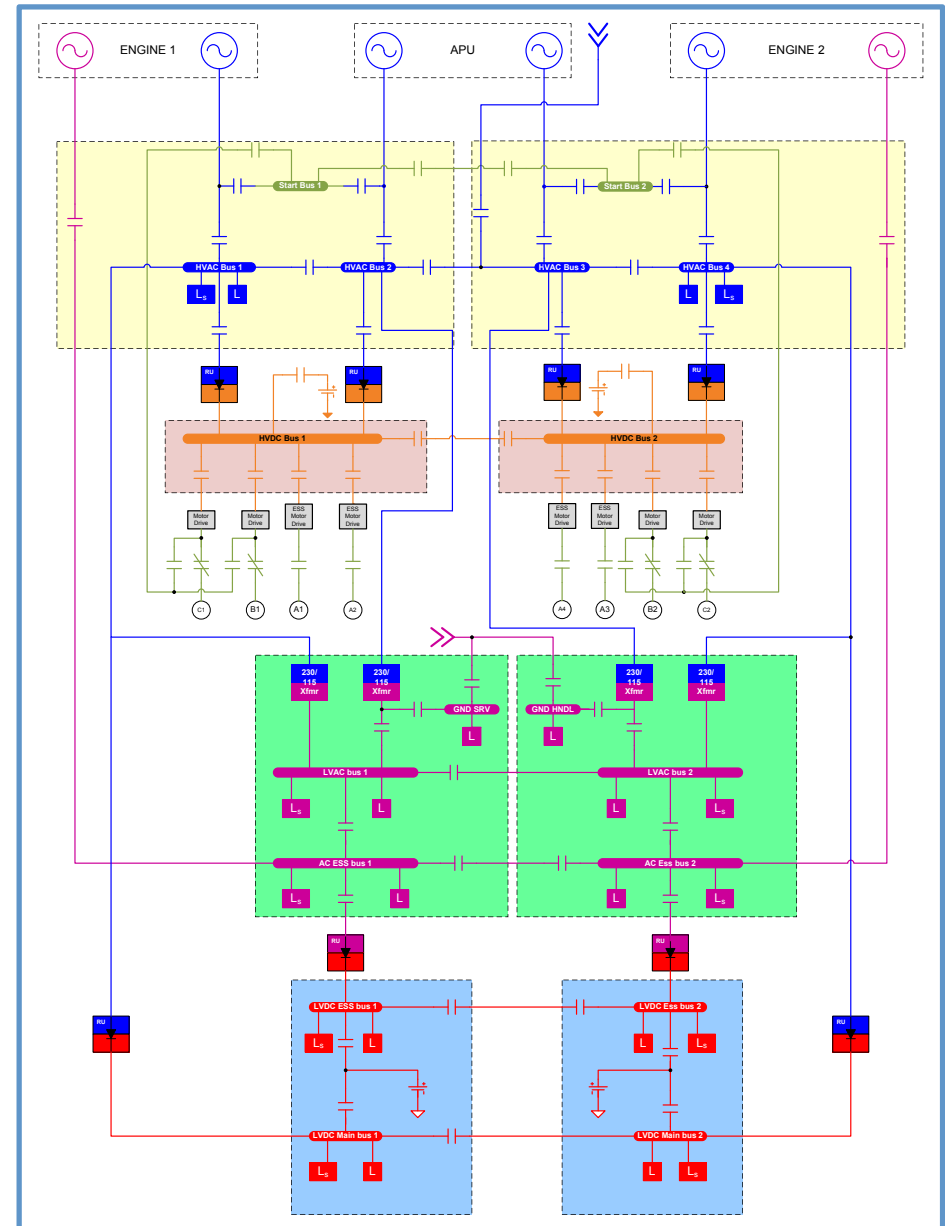 ENGINE 1
APU
ENGINE 2
Start Bus 1
Start Bus 2
HVAC Bus 1
HVAC Bus 2
HVAC Bus 3
HVAC Bus 4
Ls
L
L
Ls
RU
RU
RU
RU
HVDC Bus 1
HVDC Bus 2
Motor
Drive
Motor
Drive
ESS
Motor
Drive
ESS
Motor
Drive
ESS
Motor
Drive
ESS
Motor
Drive
Motor
Drive
Motor
Drive
C1
B1
A1
A2
A4
A3
B2
C2
230/
115
Xfmr
230/
115
Xfmr
230/
115
Xfmr
230/
115
Xfmr
GND SRV
GND HNDL
L
L
LVAC bus 1
LVAC bus 2
Ls
L
L
Ls
AC ESS bus 1
AC Ess bus 2
Ls
L
L
Ls
RU
RU
LVDC ESS bus 1
LVDC Ess bus 2
RU
RU
Ls
L
L
Ls
LVDC Main bus 1
LVDC Main bus 2
Ls
L
L
Ls